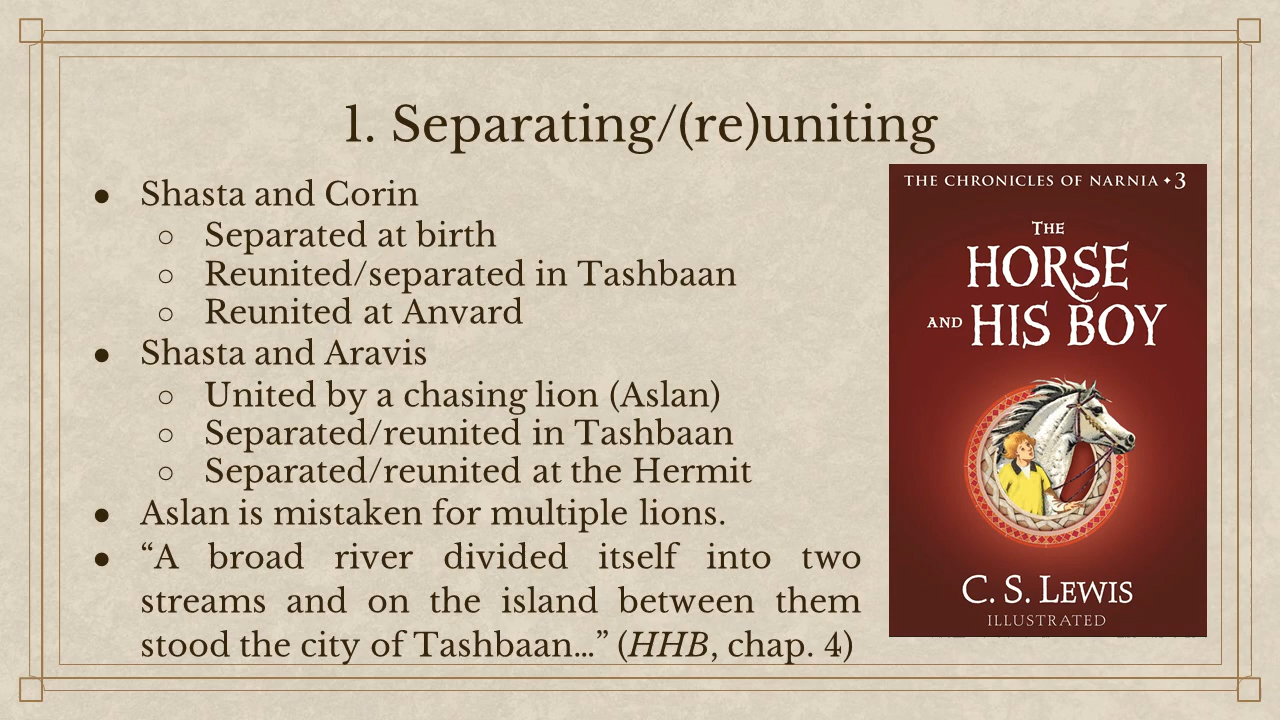 1. Separating/(re)uniting
● Shasta and Corin
○ Separated at birth
○ Reunited/separated in Tashbaan
○ Reunited at Anvard
● Shasta and Aravis
○ United by a chasing lion (Aslan)
○ Separated/reunited in Tashbaan
○ Separated/reunited at the Hermit
● Aslan is mistaken for multiple lions.
● “A broad river divided itself into two
streams and on the island between them
stood the city of Tashbaan…” (HHB, chap. 4)
THE CHRONICLES OF NARNIA ✦ 3
THE
HORSE
AND HIS BOY
C. S. LEWIS
ILLUSTRATED